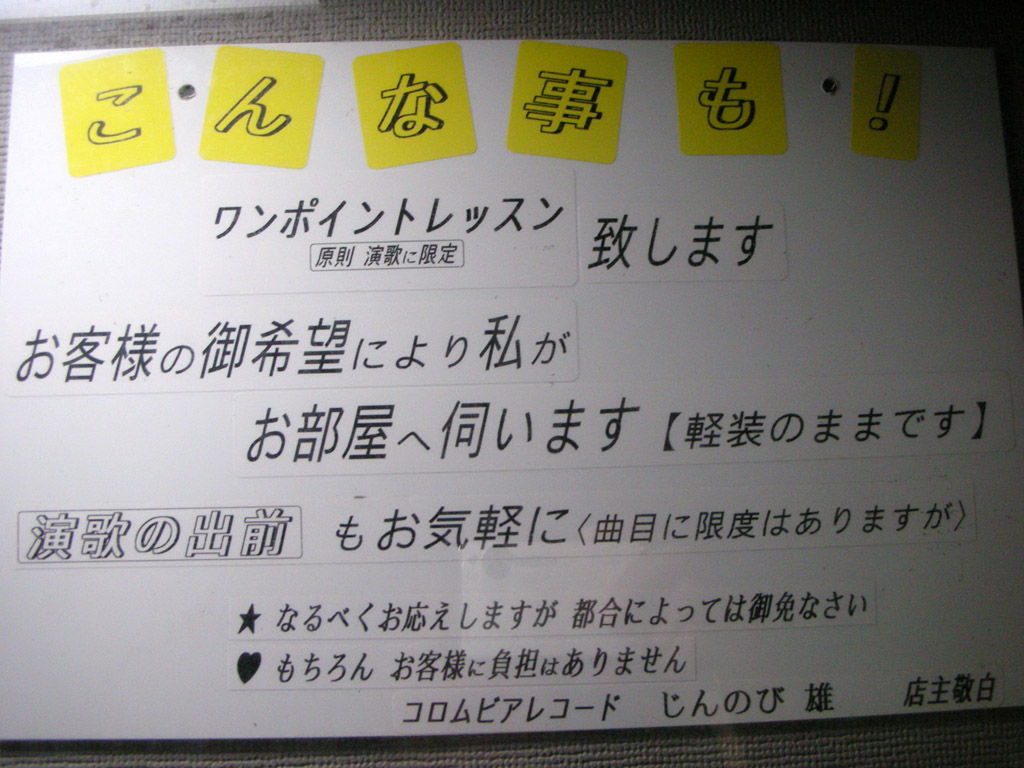 こんな事も!
ワンポイントレッスン 致します
原則 演歌に限定
お客様の御希望により私が
お部屋へ伺います【軽装のままです】
演歌の出前 もお気軽に〈曲目に限度はありますが〉
★ なるべくお応えしますが 都合によっては御免なさい
♥ もちろん お客様に負担はありません
コロムビアレコード じんのび 雄 店主敬白